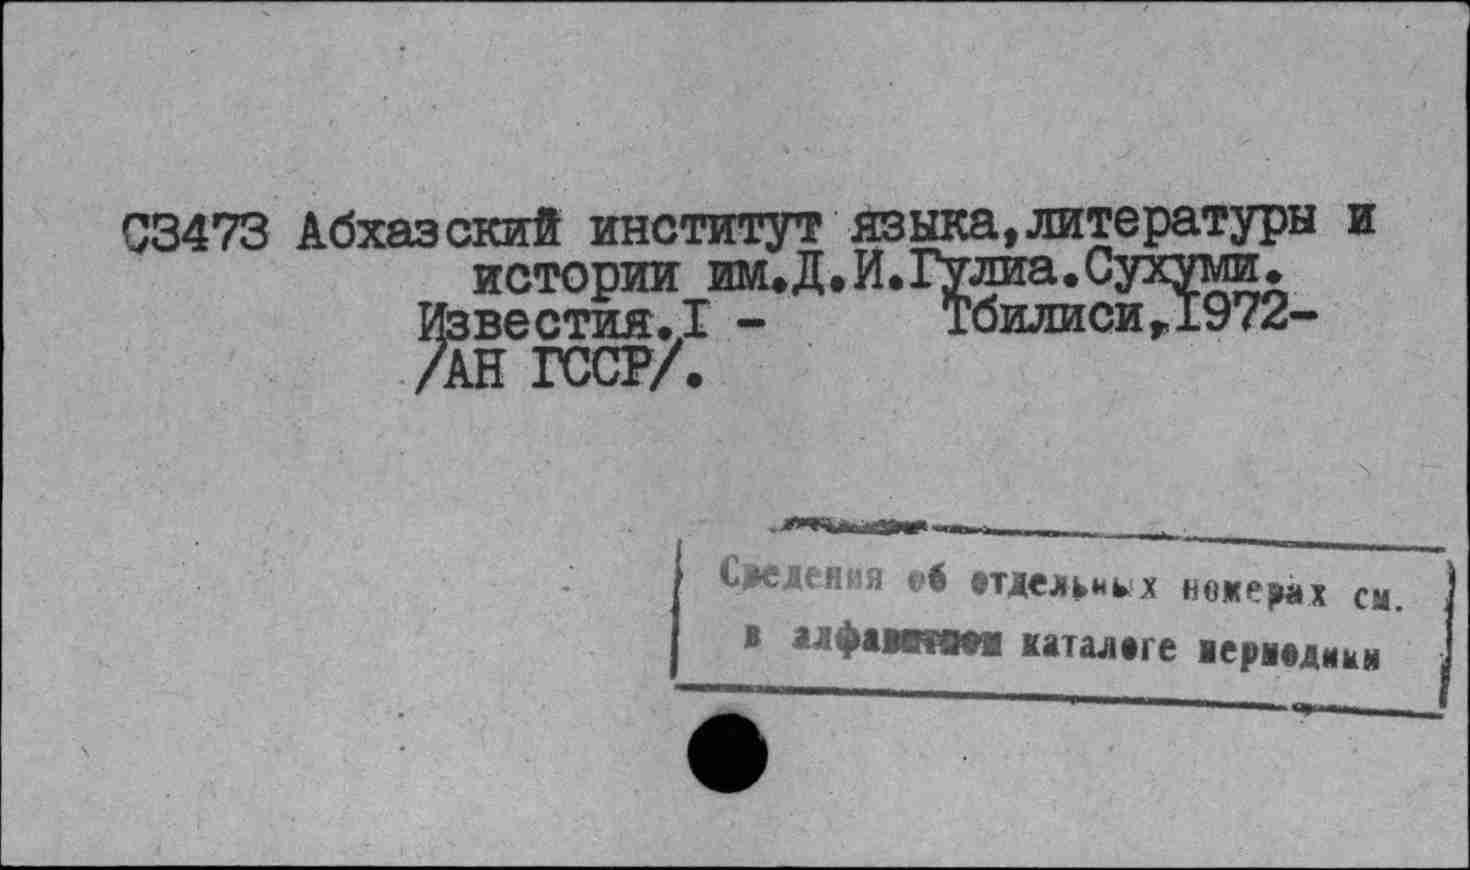 С3473 Абхазский институт языка,литературы и
истории им.Д.И.Гулиа.Сухуми.
Известия.I - Тбилиси,1972-
/АН ГССР/.
Сведения об отдельных номерах см.
в алфавитном каталоге периодики